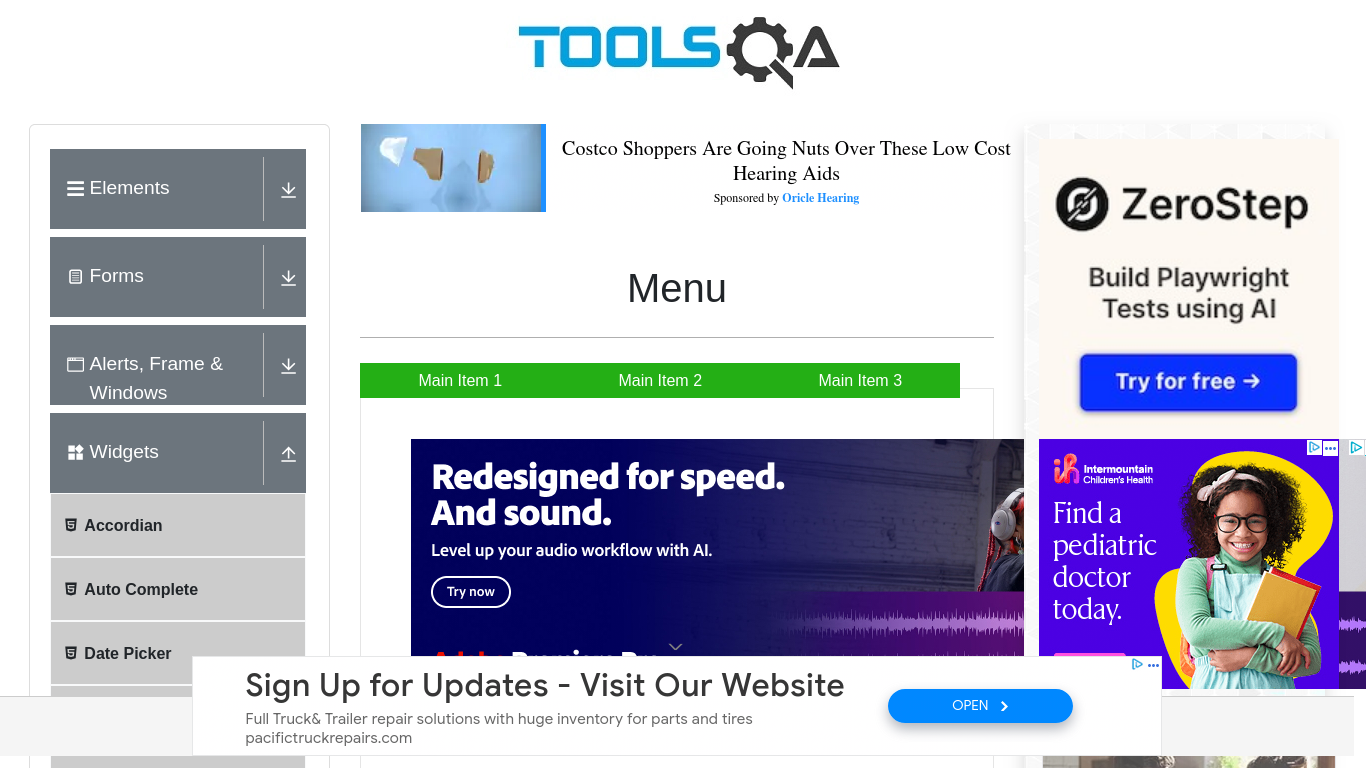 TOOLSQA
Elements
Forms
Alerts, Frame &
Windows
Widgets
Accordian
Auto Complete
Date Picker
Costco Shoppers Are Going Nuts Over These Low Cost
Hearing Aids
Sponsored by Oricle Hearing
Menu
Main Item 1
Main Item 2
Main Item 3
Redesigned for speed.
And sound.
Level up your audio workflow with AI.
Try now
ZeroStep
Build Playwright
Tests using AI
Try for free →
Intermountain
Children's Health
Find a
pediatric
doctor
today.
Sign Up for Updates - Visit Our Website
Full Truck& Trailer repair solutions with huge inventory for parts and tires
pacifictruckrepairs.com
OPEN